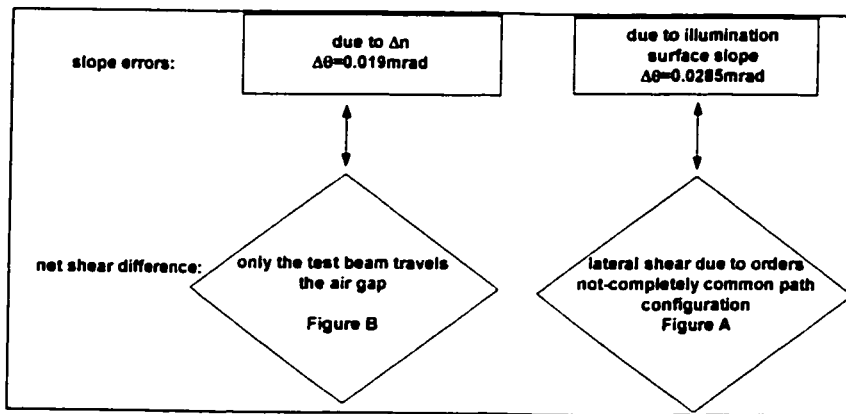 slope errors:
due to Δn
Δθ=0.019mrad
due to illumination
surface slope
Δθ=0.0285mrad
net shear difference:
only the test beam travels
the air gap
Figure B
lateral shear due to orders
not-completely common path
configuration
Figure A